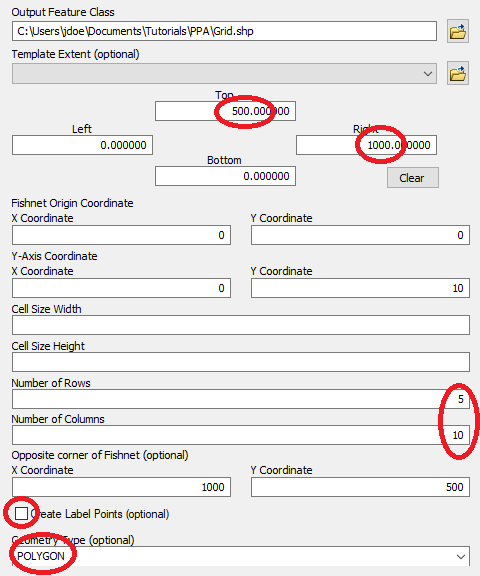 Output Feature Class
C:\Users\jdoe\Documents\Tutorials\PPA\Grid.shp
Template Extent (optional)
Top
500.000000
Left Right
0.000000 1000.000000
Bottom
0.000000
Clear
Fishnet Origin Coordinate
X Coordinate Y Coordinate
0 0
Y-Axis Coordinate
X Coordinate Y Coordinate
0 10
Cell Size Width
Cell Size Height
Number of Rows
5
Number of Columns
10
Opposite corner of Fishnet (optional)
X Coordinate Y Coordinate
1000 500
Create Label Points (optional)
Geometry Type (optional)
POLYGON